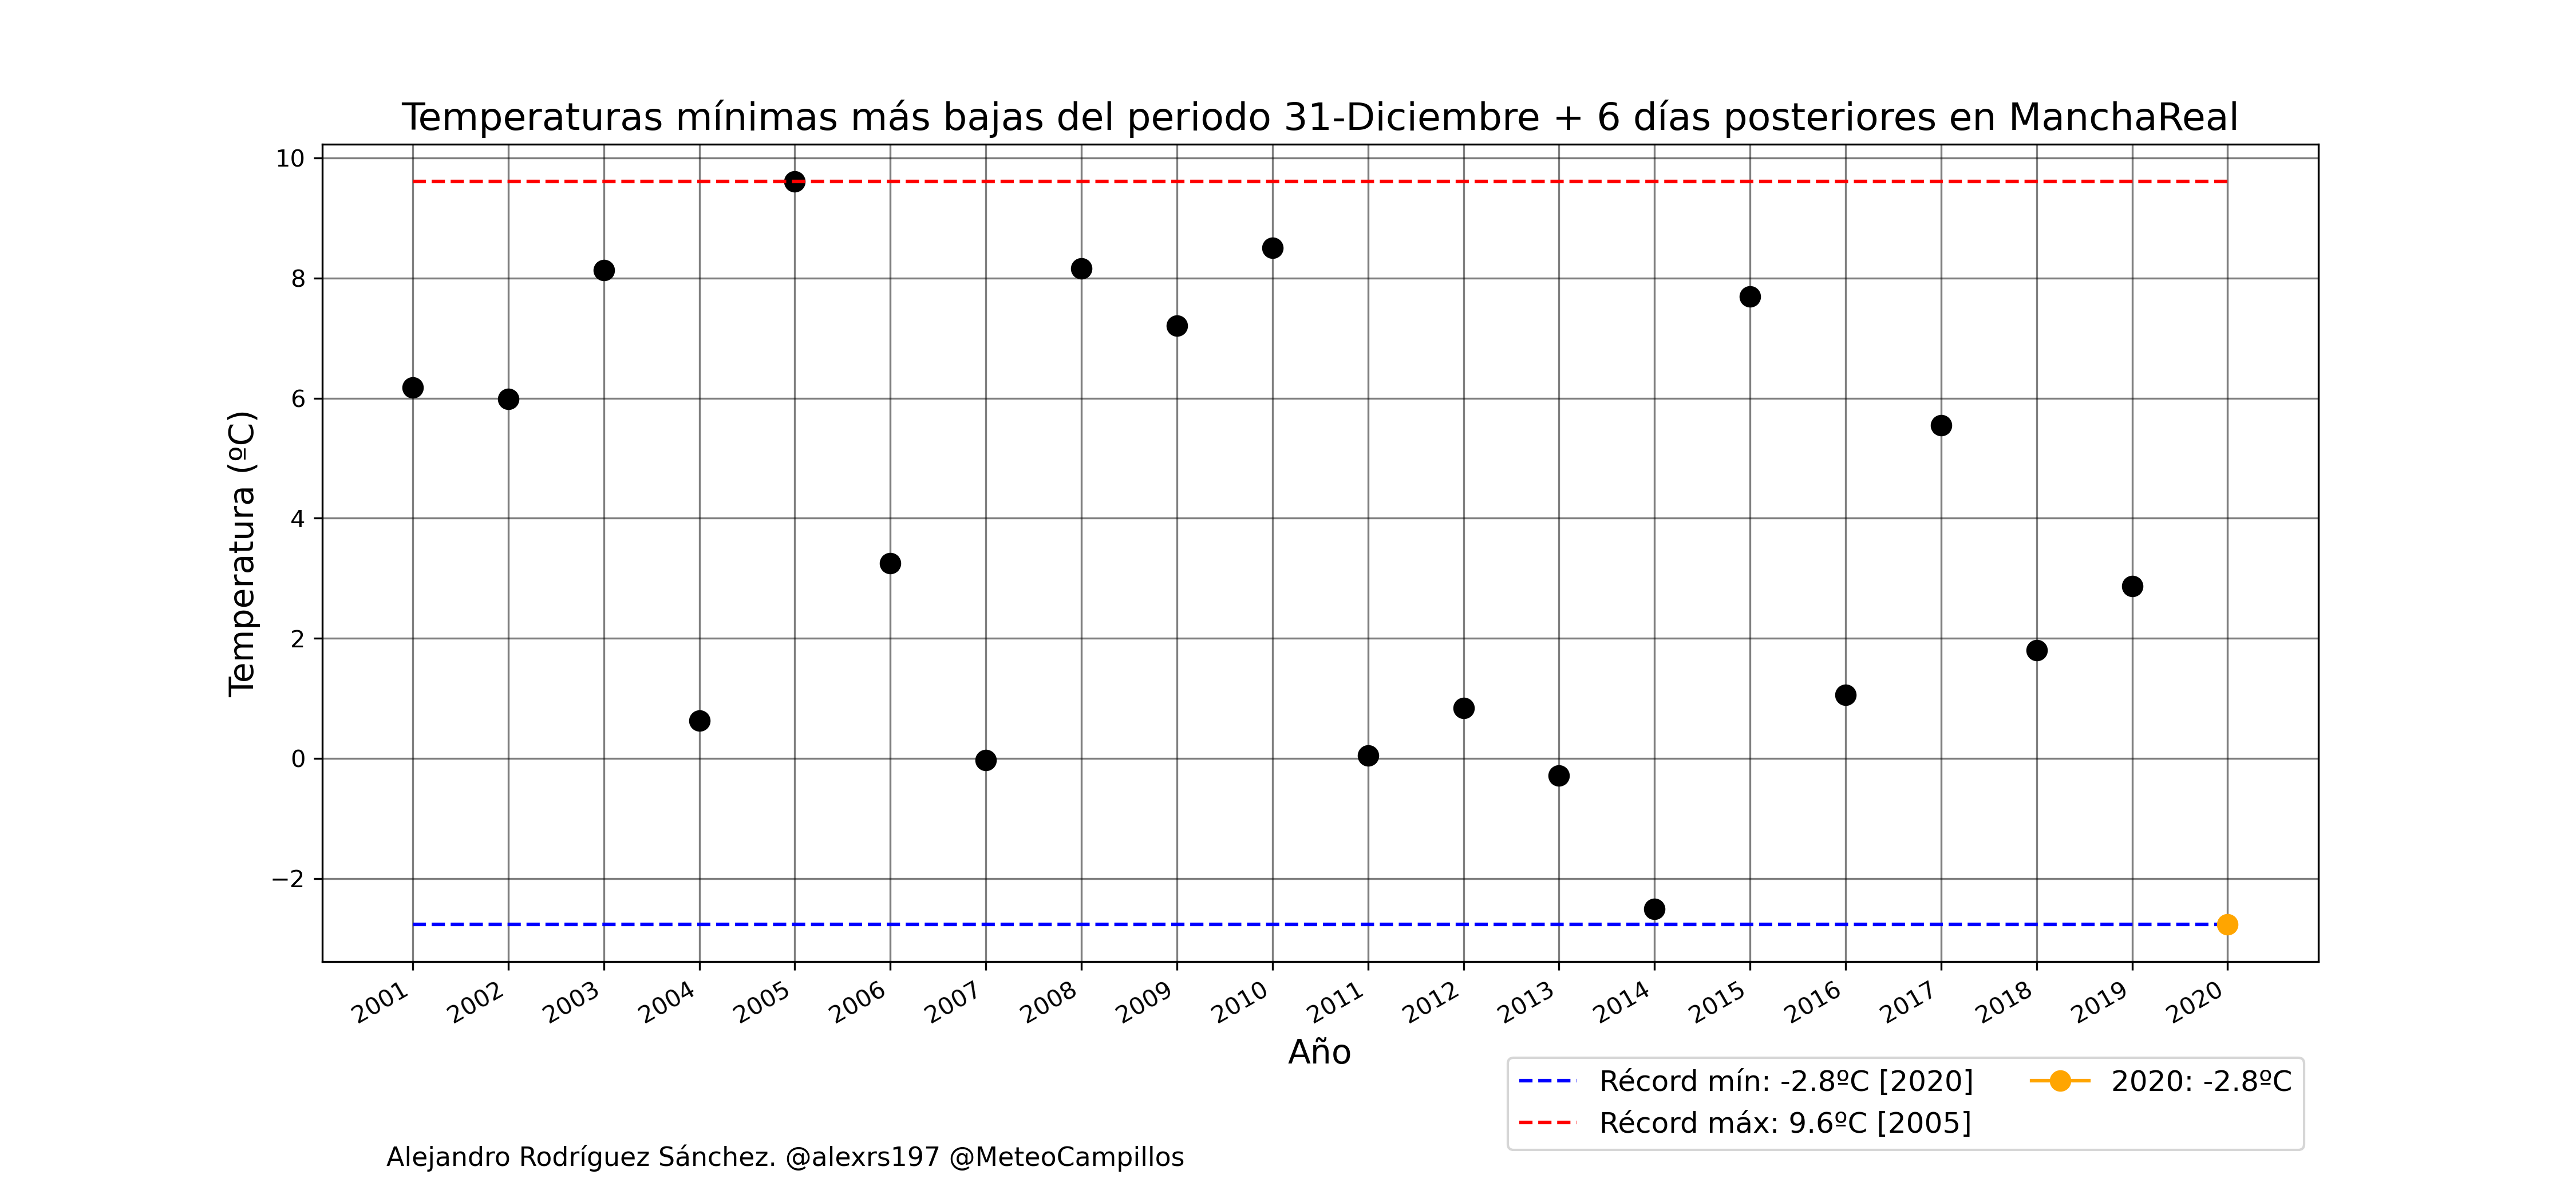 Temperaturas mínimas más bajas del periodo 31-Diciembre + 6 días posteriores en ManchaReal
Temperatura (ºC)
10
8
6
4
2
0
−2
2001 2002 2003 2004 2005 2006 2007 2008 2009 2010 2011 2012 2013 2014 2015 2016 2017 2018 2019 2020
Año
Récord mín: -2.8ºC [2020]
Récord máx: 9.6ºC [2005]
2020: -2.8ºC
Alejandro Rodríguez Sánchez. @alexrs197 @MeteoCampillos